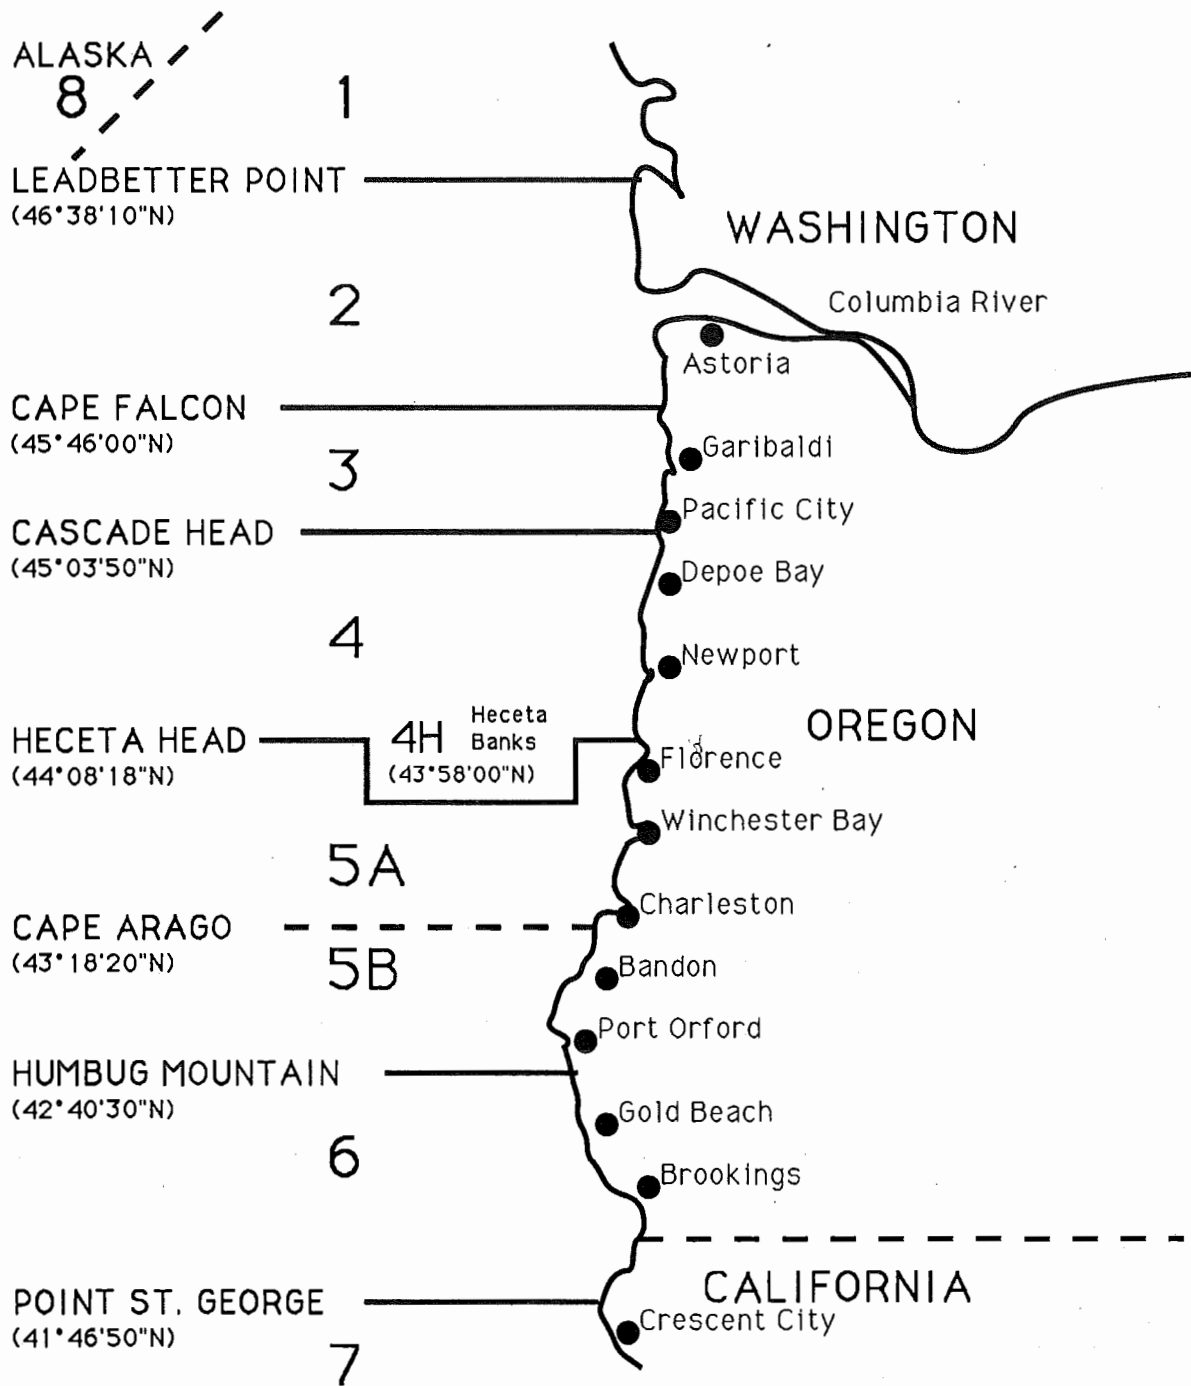 ALASKA
8
1
LEADBETTER POINT
(46°38'10"N)
WASHINGTON
2
Columbia River
Astoria
CAPE FALCON
(45°46'00"N)
Garibaldi
3
Pacific City
CASCADE HEAD
(45°03'50"N)
Depoe Bay
4
Newport
HECETA HEAD
(44°08'18"N)
4H
Heceta
Banks
(43°58'00"N)
OREGON
Florence
Winchester Bay
5A
Charleston
CAPE ARAGO
(43°18'20"N)
5B
Bandon
Port Orford
HUMBUG MOUNTAIN
(42°40'30"N)
Gold Beach
6
Brookings
CALIFORNIA
POINT ST. GEORGE
(41°46'50"N)
Crescent City
7